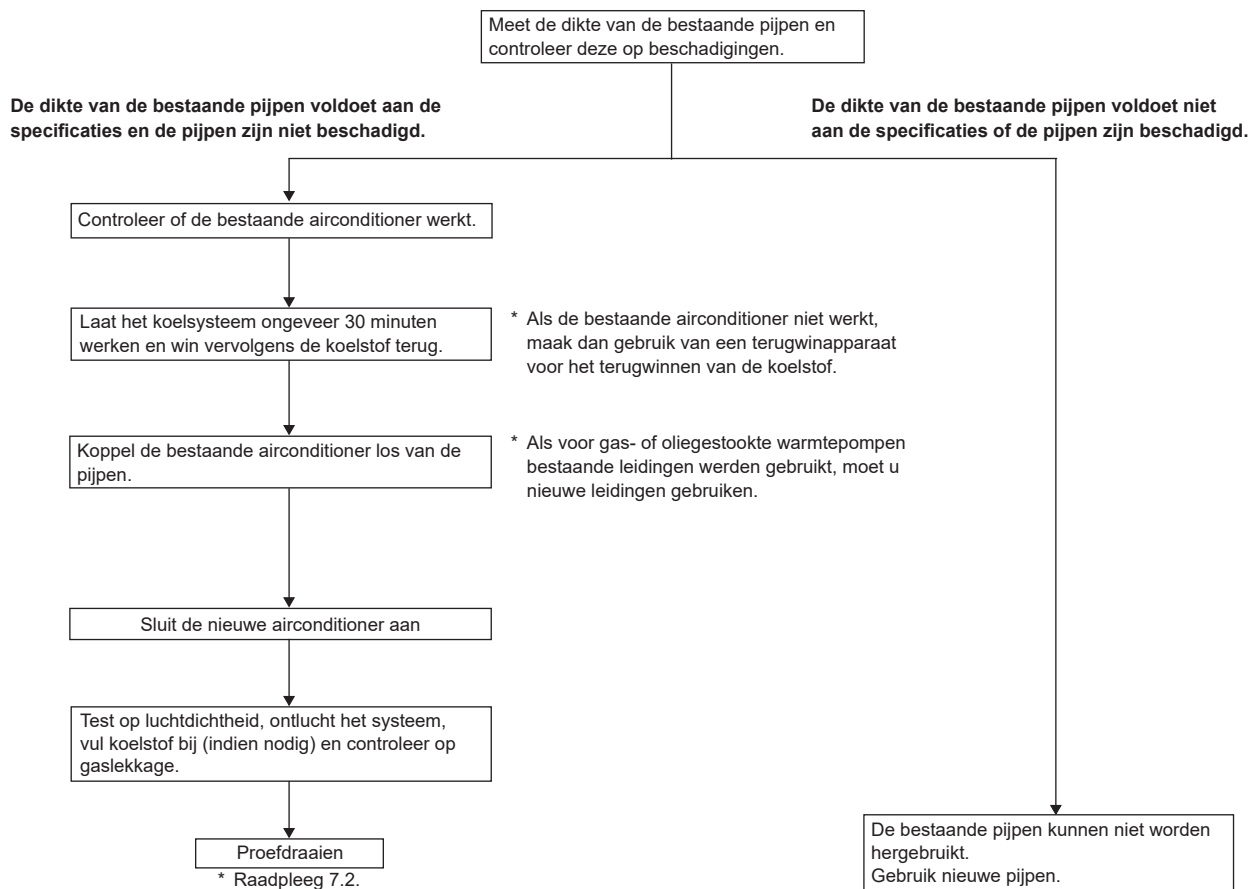 Meet de dikte van de bestaande pijpen en
controleer deze op beschadigingen.
De dikte van de bestaande pijpen voldoet aan de
specificaties en de pijpen zijn niet beschadigd.
De dikte van de bestaande pijpen voldoet niet
aan de specificaties of de pijpen zijn beschadigd.
Controleer of de bestaande airconditioner werkt.
Laat het koelsysteem ongeveer 30 minuten
werken en win vervolgens de koelstof terug.
* Als de bestaande airconditioner niet werkt,
maak dan gebruik van een terugwinapparaat
voor het terugwinnen van de koelstof.
Koppel de bestaande airconditioner los van de
pijpen.
* Als voor gas- of oliegestookte warmtepompen
bestaande leidingen werden gebruikt, moet u
nieuwe leidingen gebruiken.
Sluit de nieuwe airconditioner aan
Test op luchtdichtheid, ontlucht het systeem,
vul koelstof bij (indien nodig) en controleer op
gaslekkage.
Proefdraaien
* Raadpleeg 7.2.
De bestaande pijpen kunnen niet worden
hergebruikt.
Gebruik nieuwe pijpen.